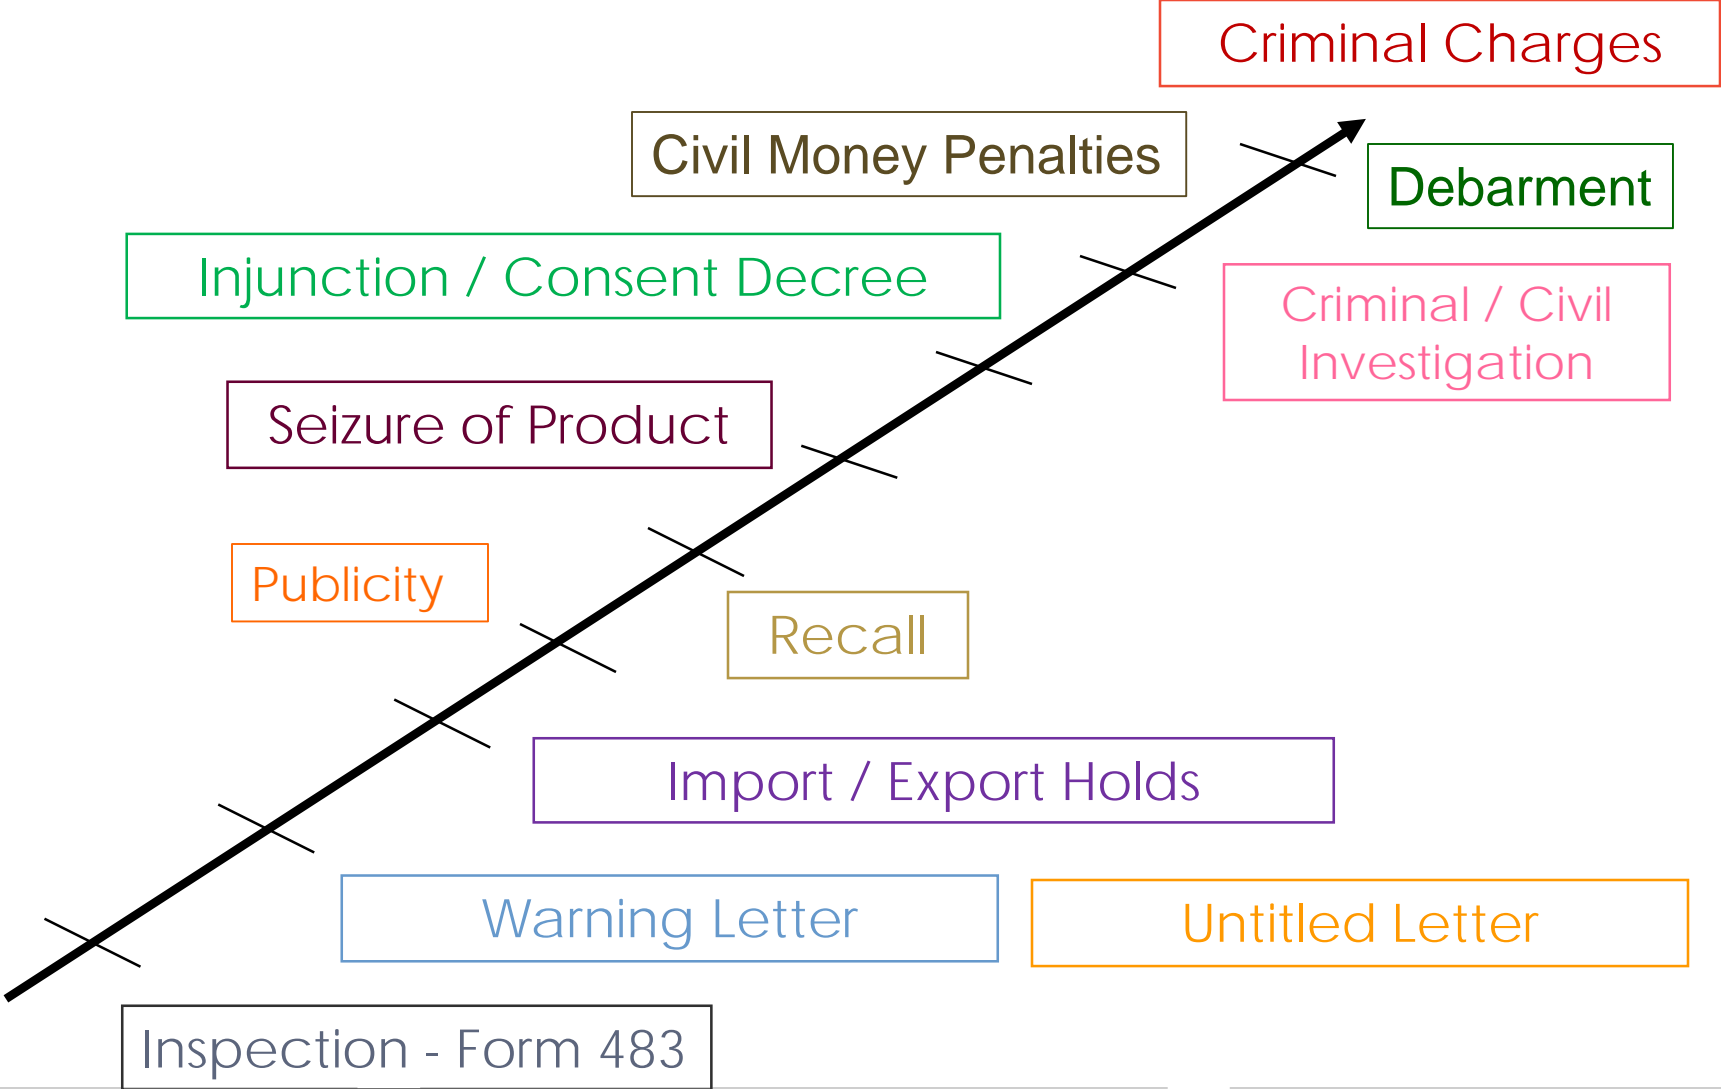 Criminal Charges
Civil Money Penalties
Debarment
Injunction / Consent Decree
Criminal / Civil
Investigation
Seizure of Product
Publicity
Recall
Import / Export Holds
Warning Letter
Untitled Letter
Inspection - Form 483